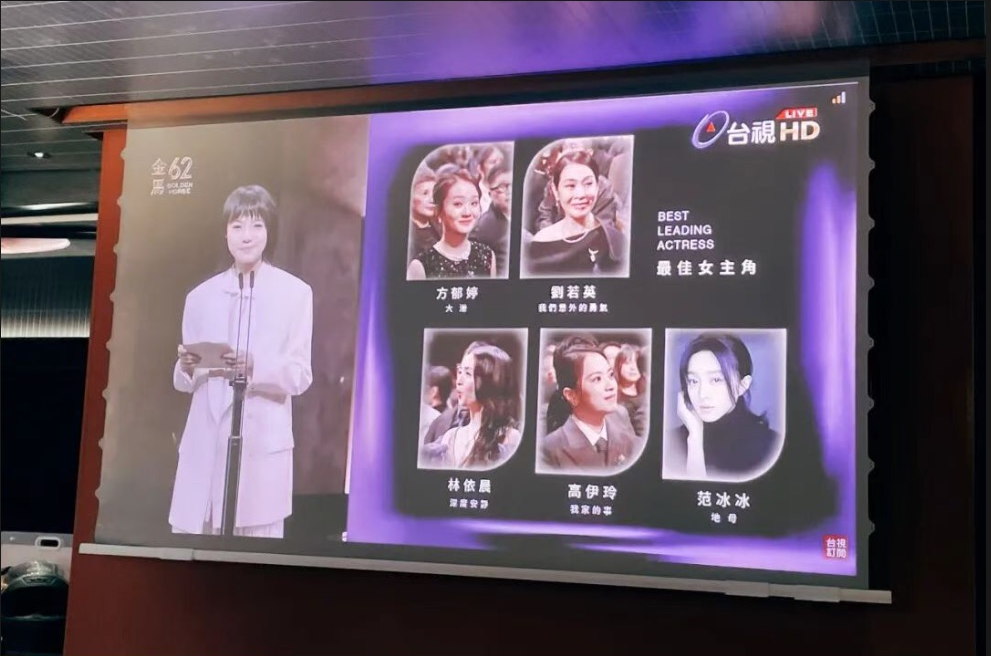 金馬
62
GOLDEN
HORSE
LIVE
台視HD
BEST
LEADING
ACTRESS
最佳女主角
方郁婷
大濛
劉若英
我們意外的勇氣
林依晨
深度安靜
高伊玲
我家的事
范冰冰
地母
台視
訂閱